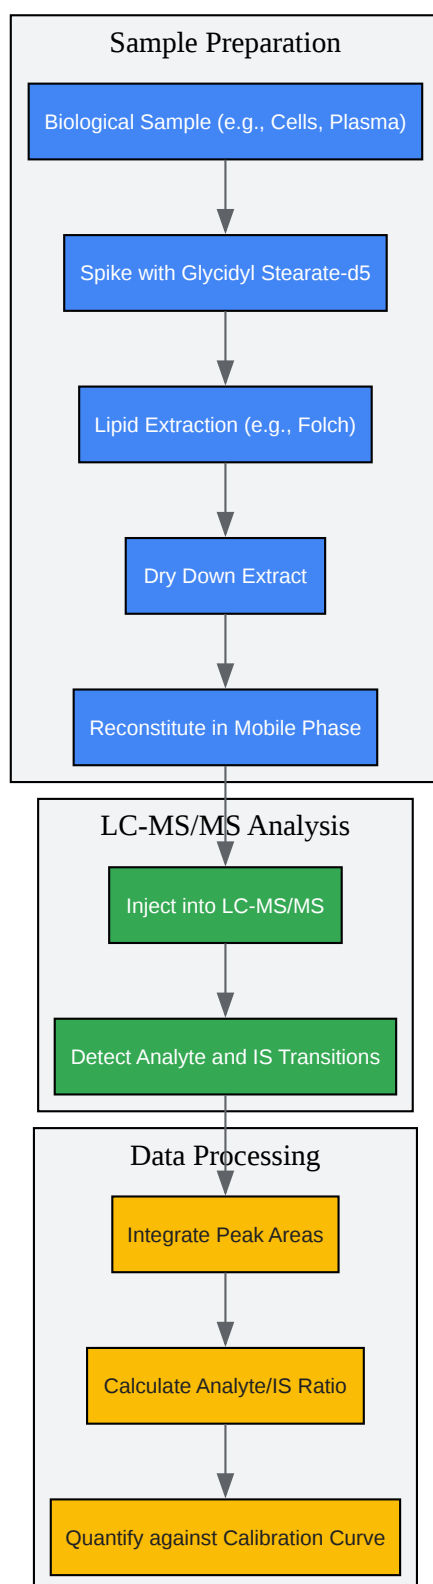 Sample Preparation
Biological Sample (e.g., Cells, Plasma)
Spike with Glycidyl Stearate-d5
Lipid Extraction (e.g., Folch)
Dry Down Extract
Reconstitute in Mobile Phase
LC-MS/MS Analysis
Inject into LC-MS/MS
Detect Analyte and IS Transitions
Data Processing
Integrate Peak Areas
Calculate Analyte/IS Ratio
Quantify against Calibration Curve